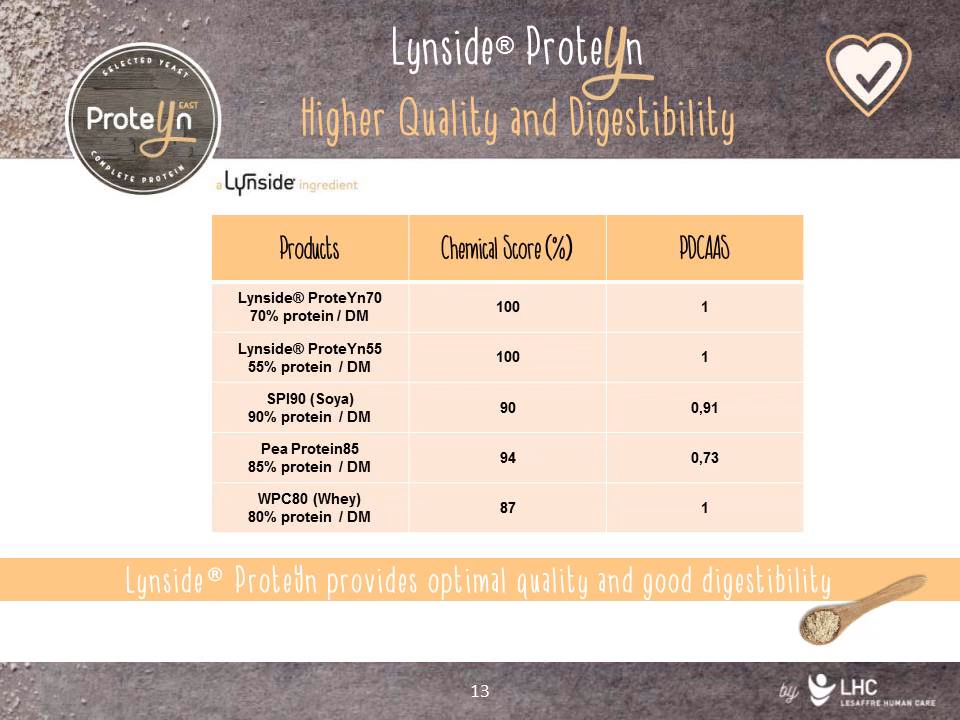 Lynside® ProteYn
Higher Quality and Digestibility
SELECTED YEAST
ProteYn EAST
COMPLETE PROTEIN
a Lynside® ingredient
Products Chemical Score (%) PDCAAS
Lynside® ProteYn70
70% protein / DM 100 1
Lynside® ProteYn55
55% protein / DM 100 1
SPI90 (Soya)
90% protein / DM 90 0,91
Pea Protein85
85% protein / DM 94 0,73
WPC80 (Whey)
80% protein / DM 87 1
Lynside® ProteYn provides optimal quality and good digestibility
13
by LHC
LESAFFRE HUMAN CARE